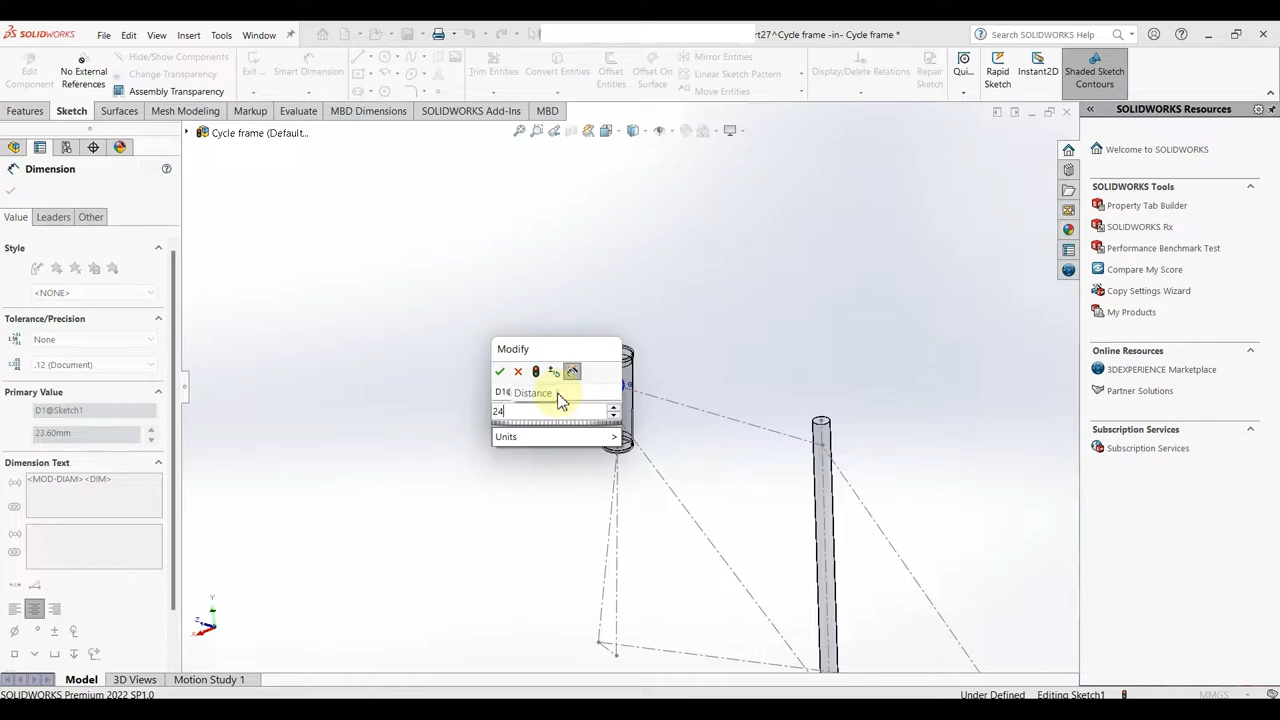 SOLIDWORKS
File
Edit
View
Insert
Tools
Window
rt27^Cycle frame -in- Cycle frame *
Search SOLIDWORKS Help
Edit Component
No External References
Hide/Show Components
Change Transparency
Assembly Transparency
Exit ...
Smart Dimension
Trim Entities
Convert Entities
Offset Entities
Offset On Surface
Mirror Entities
Linear Sketch Pattern
Move Entities
Display/Delete Relations
Repair Sketch
Qui...
Rapid Sketch
Instant2D
Shaded Sketch Contours
Features
Sketch
Surfaces
Mesh Modeling
Markup
Evaluate
MBD Dimensions
SOLIDWORKS Add-Ins
MBD
Cycle frame (Default...
SOLIDWORKS Resources
Dimension
Value
Leaders
Other
Style
<NONE>
Tolerance/Precision
None
.12 (Document)
Primary Value
D1@Sketch1
23.60mm
Dimension Text
<MOD-DIAM> <DIM>
Modify
D1@
Distance
24
Units
Welcome to SOLIDWORKS
SOLIDWORKS Tools
Property Tab Builder
SOLIDWORKS Rx
Performance Benchmark Test
Compare My Score
Copy Settings Wizard
My Products
Online Resources
3DEXPERIENCE Marketplace
Partner Solutions
Subscription Services
Subscription Services
Y
Z
X
Model
3D Views
Motion Study 1
SOLIDWORKS Premium 2022 SP1.0
Under Defined
Editing Sketch1
MMGS